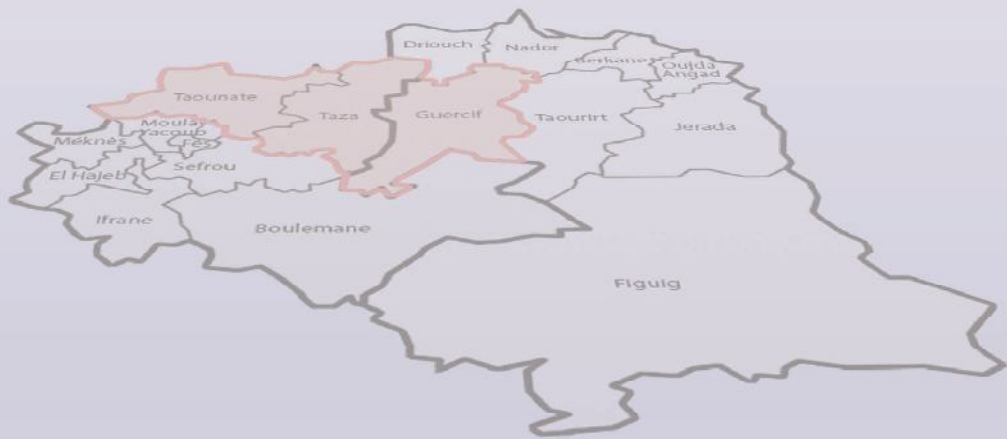 Driouch
Nador
Berkane
Oujda
Angad
Taounate
Taza
Guercif
Taourirt
Jerada
Moulay
Yacoub
Fès
Méknès
Sefrou
El Hajeb
Ifrane
Boulemane
Figuig